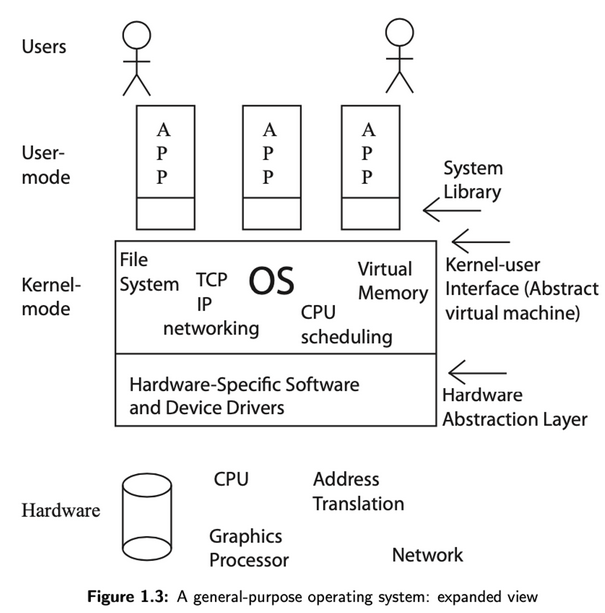 Users
A
P
P
A
P
P
A
P
P
User-
mode
System
Library
Kernel-
mode
File
System
TCP
IP
networking
OS
CPU
scheduling
Virtual
Memory
Kernel-user
Interface (Abstract
virtual machine)
Hardware-Specific Software
and Device Drivers
Hardware
Abstraction Layer
Hardware
CPU
Address
Translation
Graphics
Processor
Network
Figure 1.3: A general-purpose operating system: expanded view